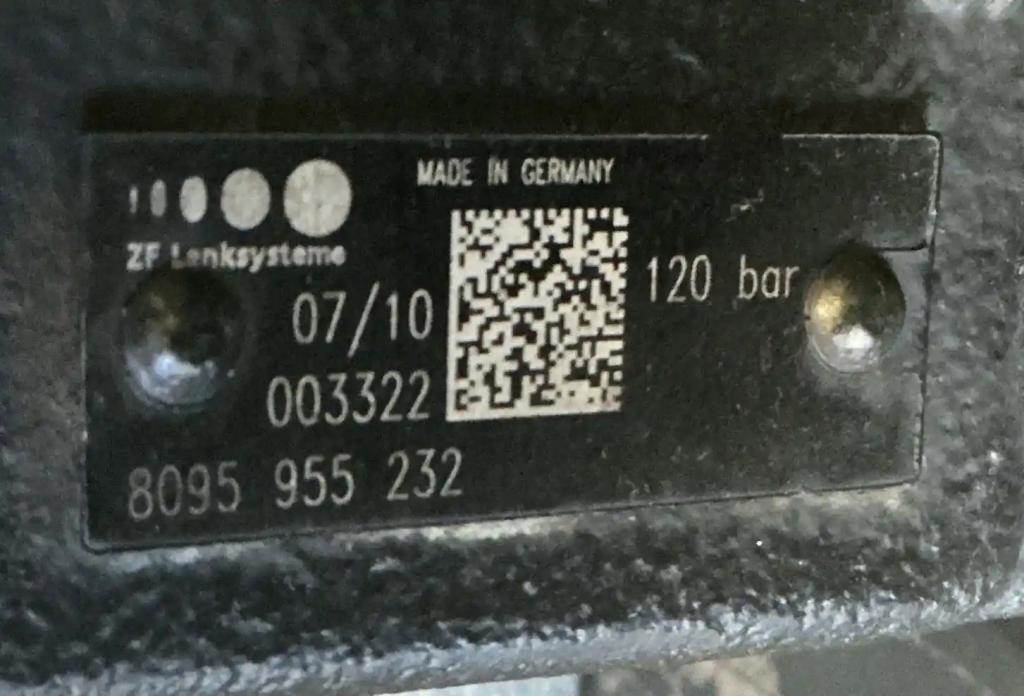 MADE IN GERMANY
ZF Lenksysteme
07/10
120 bar
003322
8095 955 232